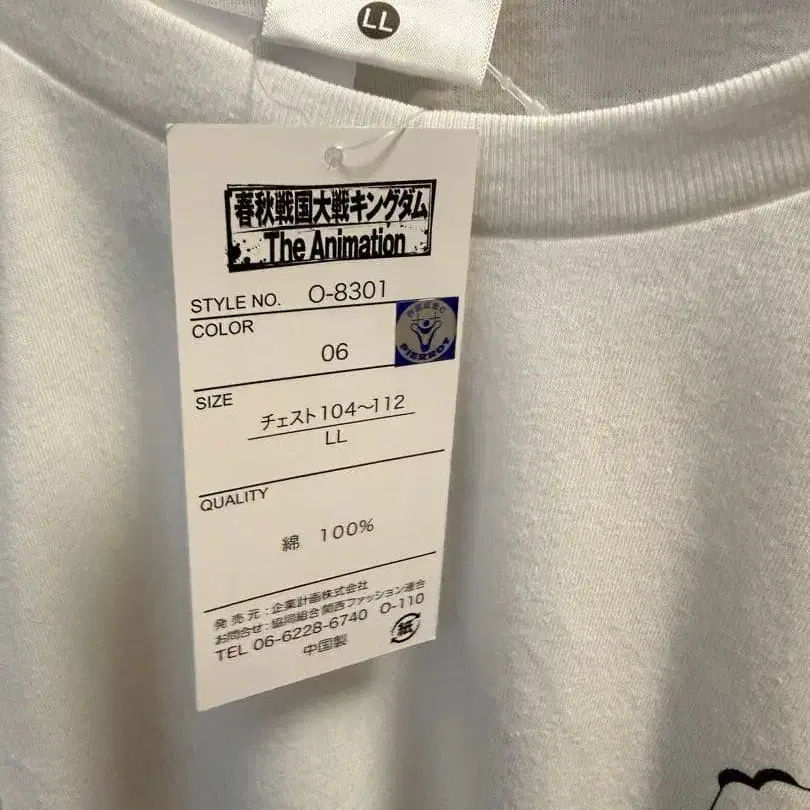 LL
春秋戦国大戦キングダム
The Animation
STYLE NO. O-8301
COLOR
06
PIERROT
SIZE
チェスト104〜112
LL
QUALITY
綿 100%
発売元:企業計画株式会社
お問合せ:協同組合関西ファッション連合
TEL 06-6228-6740 O-110
中国製
紙